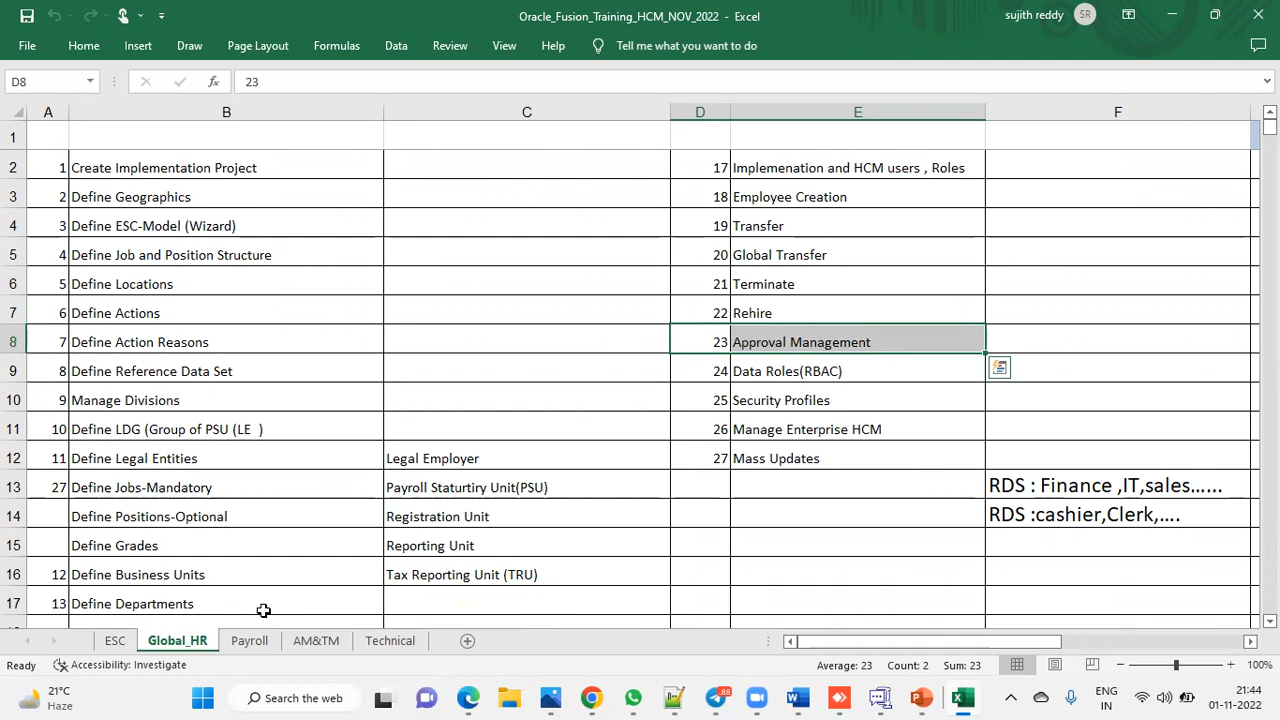 Oracle_Fusion_Training_HCM_NOV_2022 - Excel
sujith reddy SR
File Home Insert Draw Page Layout Formulas Data Review View Help Tell me what you want to do
D8 fx 23
A B C D E F
1
2 1 Create Implementation Project 17 Implemenation and HCM users , Roles
3 2 Define Geographics 18 Employee Creation
4 3 Define ESC-Model (Wizard) 19 Transfer
5 4 Define Job and Position Structure 20 Global Transfer
6 5 Define Locations 21 Terminate
7 6 Define Actions 22 Rehire
8 7 Define Action Reasons 23 Approval Management
9 8 Define Reference Data Set 24 Data Roles(RBAC)
10 9 Manage Divisions 25 Security Profiles
11 10 Define LDG (Group of PSU (LE ) 26 Manage Enterprise HCM
12 11 Define Legal Entities Legal Employer 27 Mass Updates
13 27 Define Jobs-Mandatory Payroll Staturtiry Unit(PSU) RDS : Finance ,IT,sales......
14 Define Positions-Optional Registration Unit RDS :cashier,Clerk,....
15 Define Grades Reporting Unit
16 12 Define Business Units Tax Reporting Unit (TRU)
17 13 Define Departments
ESC Global_HR Payroll AM&TM Technical
Ready Accessibility: Investigate Average: 23 Count: 2 Sum: 23 100%
21°C
Haze
Search the web
88
ENG
IN
21:44
01-11-2022